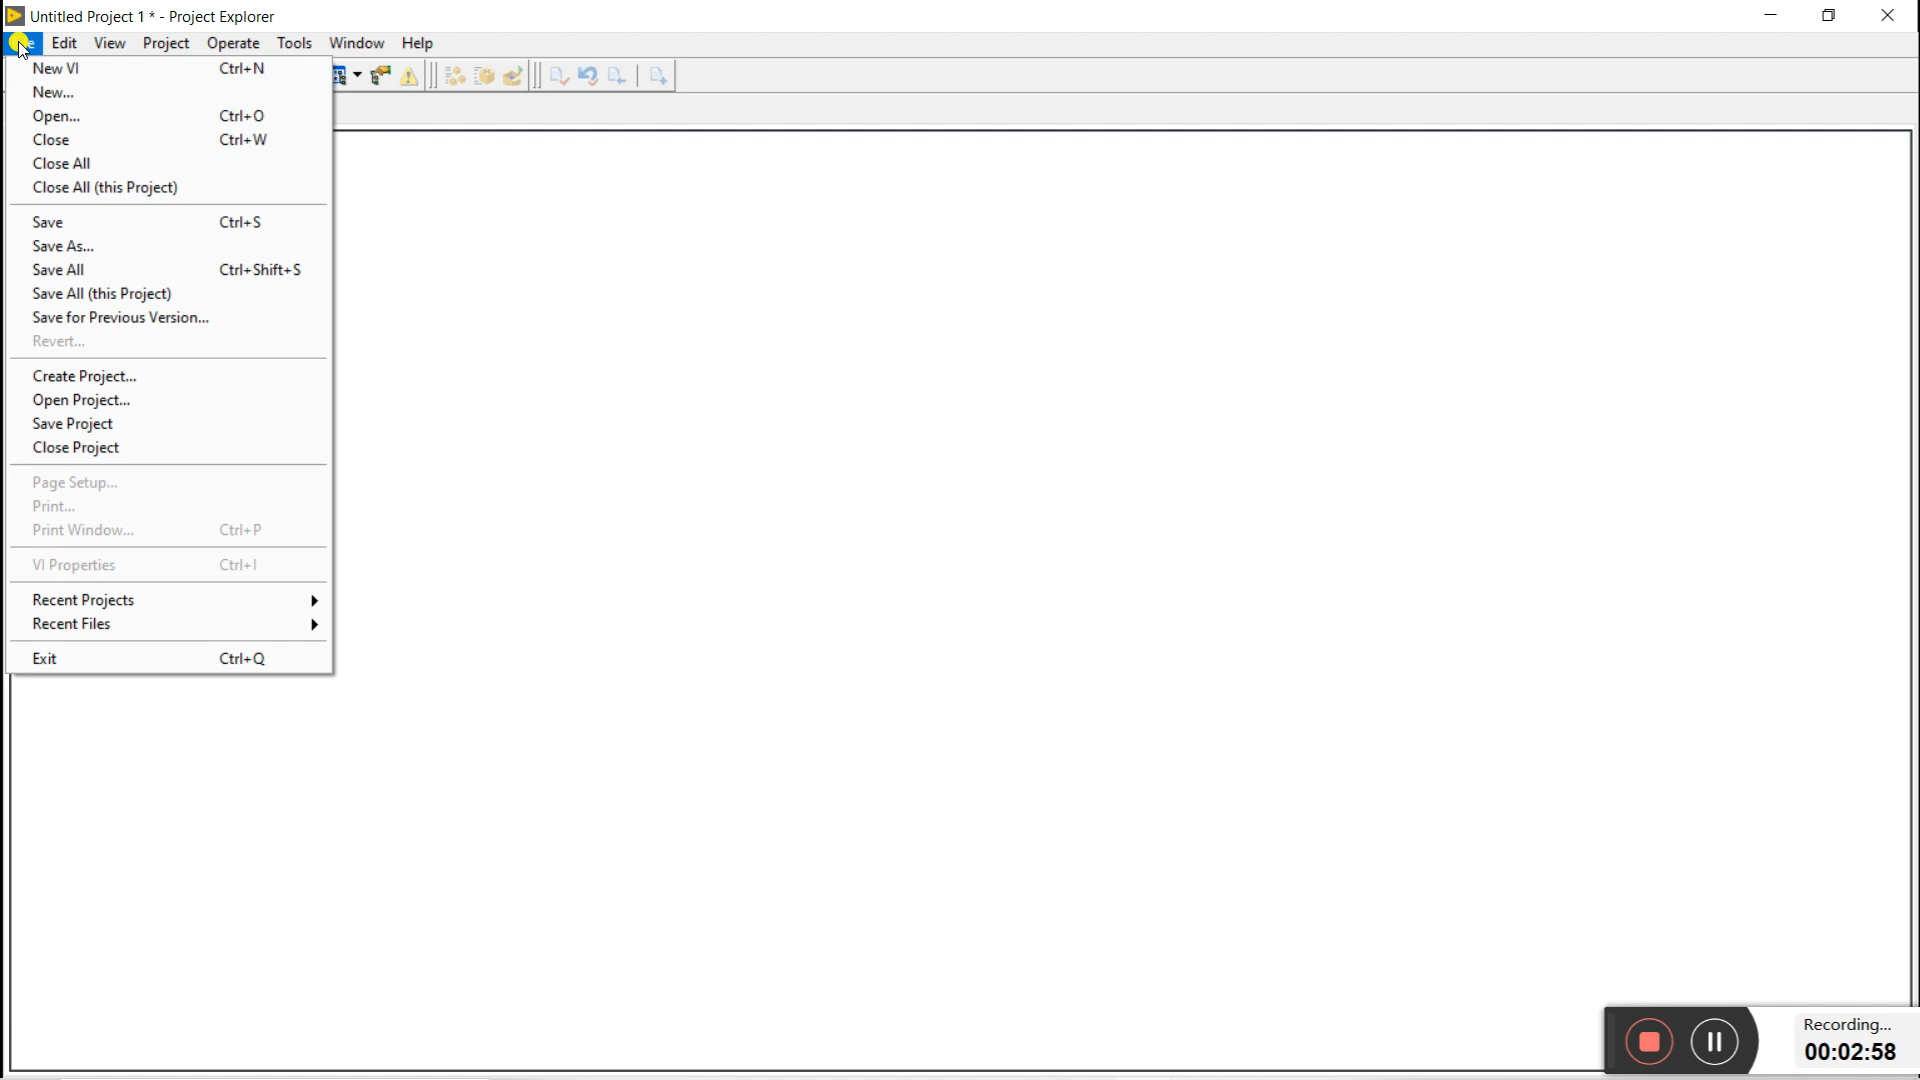 Untitled Project 1 * - Project Explorer
Edit View Project Operate Tools Window Help
New VI Ctrl+N
New...
Open... Ctrl+O
Close Ctrl+W
Close All
Close All (this Project)
Save Ctrl+S
Save As...
Save All Ctrl+Shift+S
Save All (this Project)
Save for Previous Version...
Revert...
Create Project...
Open Project...
Save Project
Close Project
Page Setup...
Print...
Print Window... Ctrl+P
VI Properties Ctrl+I
Recent Projects
Recent Files
Exit Ctrl+Q
Recording...
00:02:58